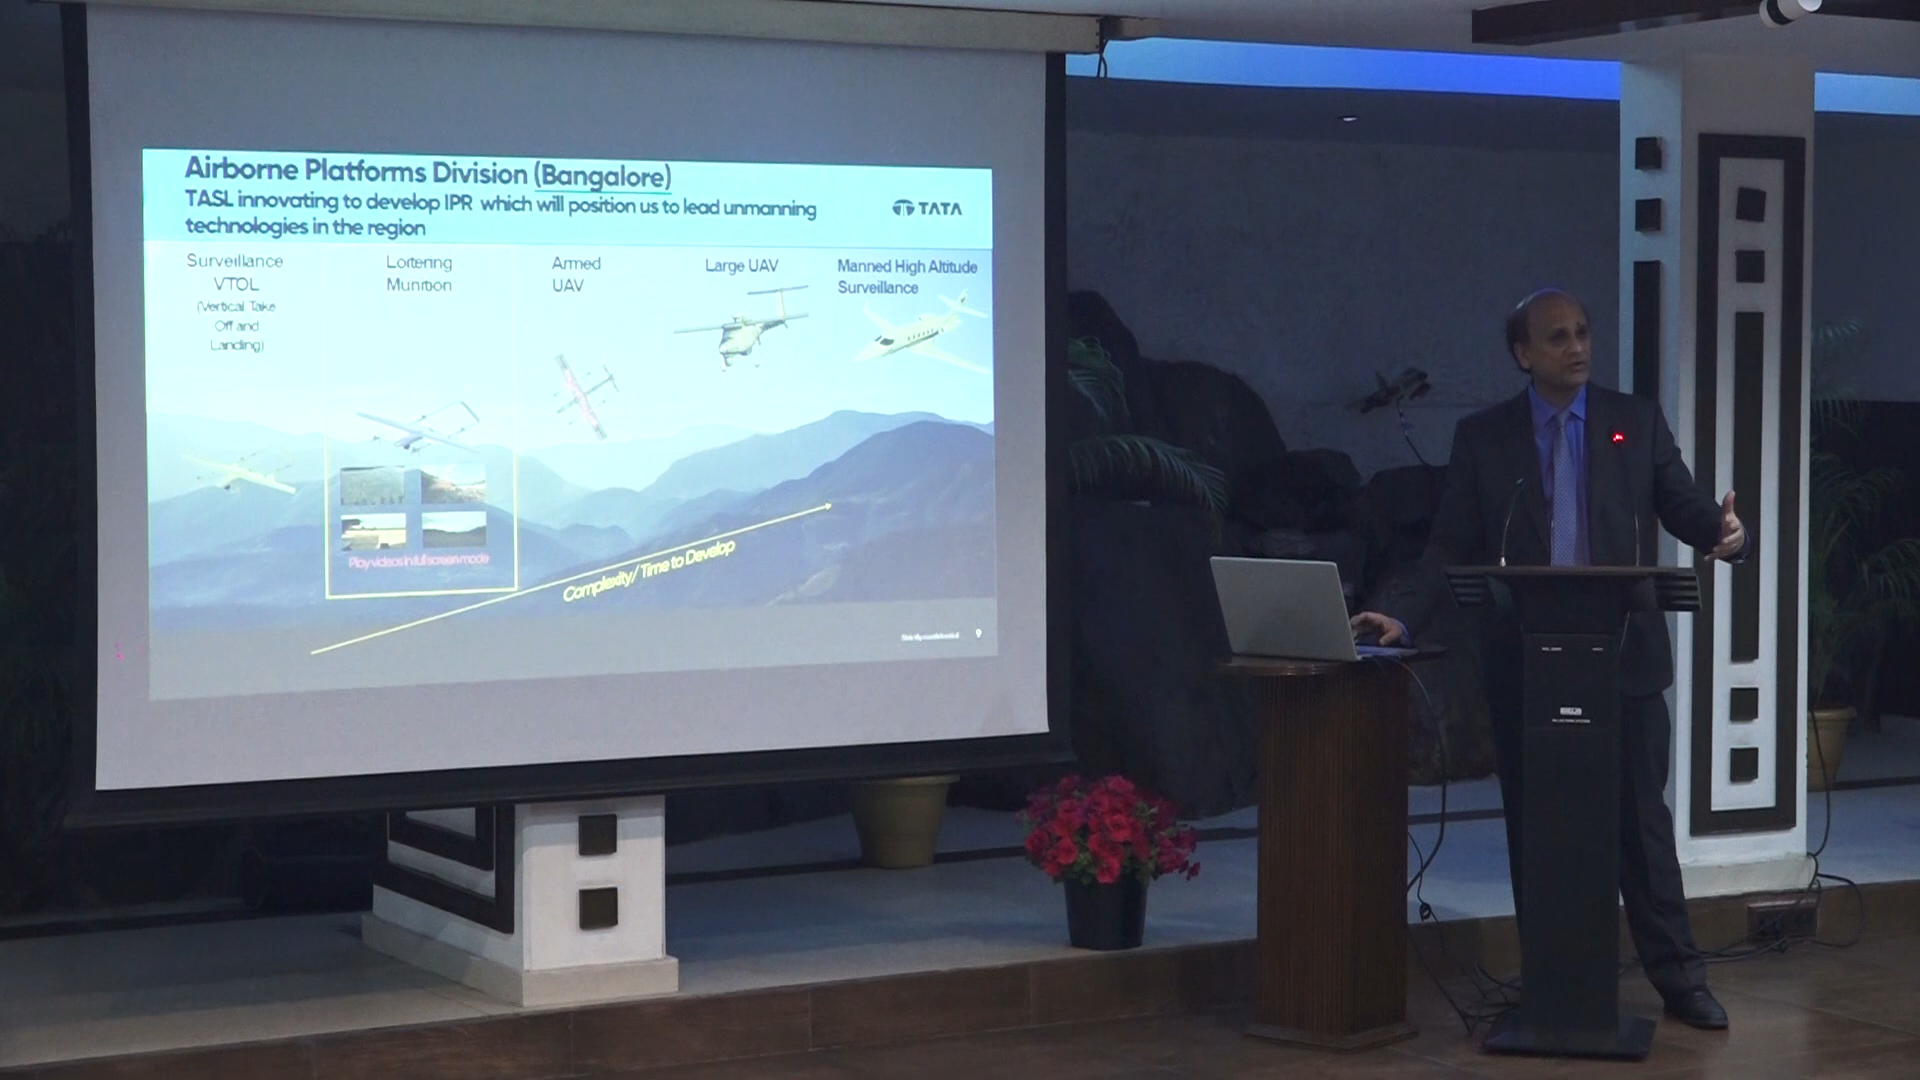 Airborne Platforms Division (Bangalore)
TASL innovating to develop IPR which will position us to lead unmanning
technologies in the region
TATA
Surveillance
VTOL
(Vertical Take
Off and
Landing)
Loitering
Munition
Armed
UAV
Large UAV
Manned High Altitude
Surveillance
Play videos in full screen mode
Complexity/ Time to Develop
9